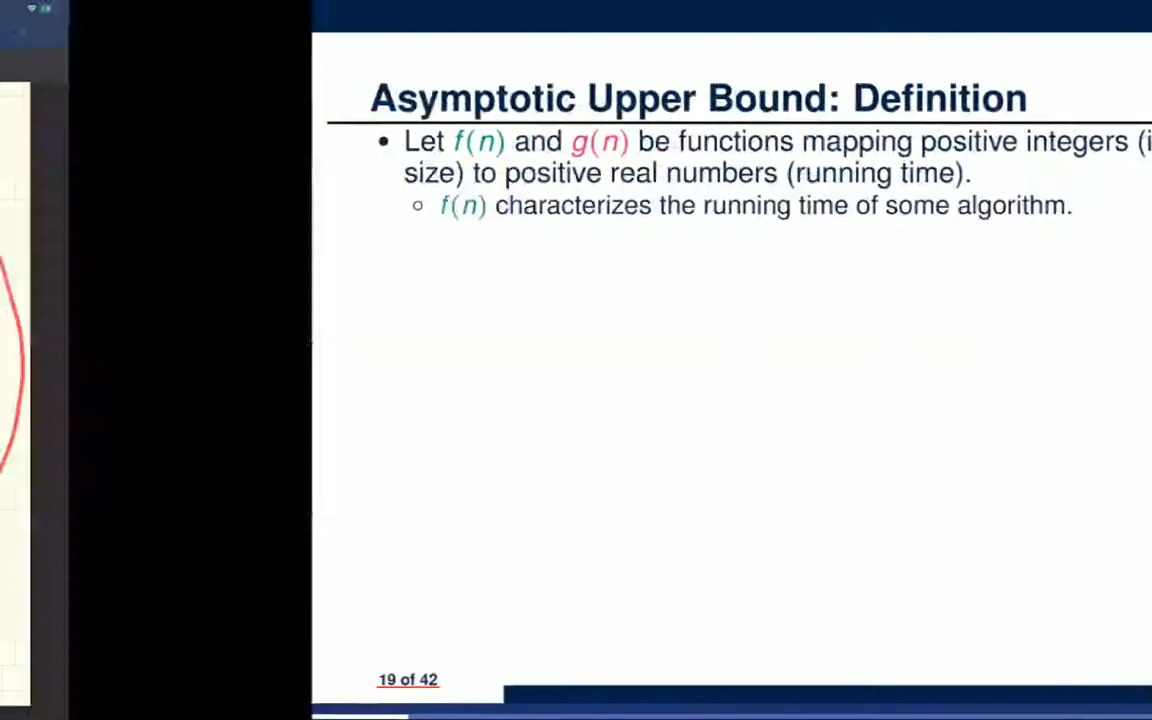 Asymptotic Upper Bound: Definition
• Let f(n) and g(n) be functions mapping positive integers (i
size) to positive real numbers (running time).
○ f(n) characterizes the running time of some algorithm.
19 of 42